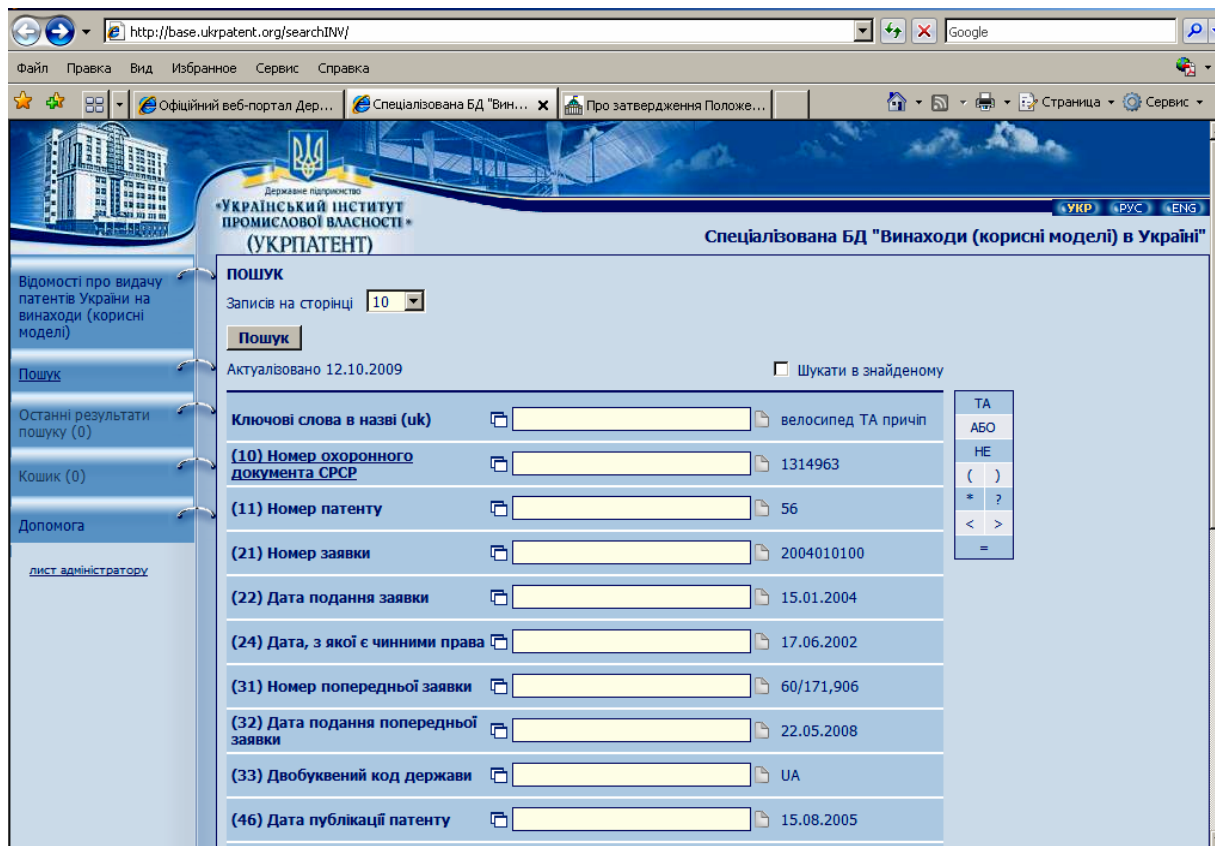 http://base.ukrpatent.org/searchINV/
Google
Файл Правка Вид Избранное Сервис Справка
Офіційний веб-портал Дер...
Спеціалізована БД "Вин...
Про затвердження Положе...
Страница
Сервис
Державне підприємство
«УКРАЇНСЬКИЙ ІНСТИТУТ
ПРОМИСЛОВОЇ ВЛАСНОСТІ»
(УКРПАТЕНТ)
УКР РУС ENG
Спеціалізована БД "Винаходи (корисні моделі) в Україні"
Відомості про видачу
патентів України на
винаходи (корисні
моделі)
Пошук
Останні результати
пошуку (0)
Кошик (0)
Допомога
лист адміністратору
ПОШУК
Записів на сторінці 10
Пошук
Актуалізовано 12.10.2009
Шукати в знайденому
Ключові слова в назві (uk) велосипед ТА причіп
(10) Номер охоронного
документа СРСР 1314963
(11) Номер патенту 56
(21) Номер заявки 2004010100
(22) Дата подання заявки 15.01.2004
(24) Дата, з якої є чинними права 17.06.2002
(31) Номер попередньої заявки 60/171,906
(32) Дата подання попередньої
заявки 22.05.2008
(33) Двобуквений код держави UA
(46) Дата публікації патенту 15.08.2005
ТА
АБО
НЕ
( )
* ?
< >
=